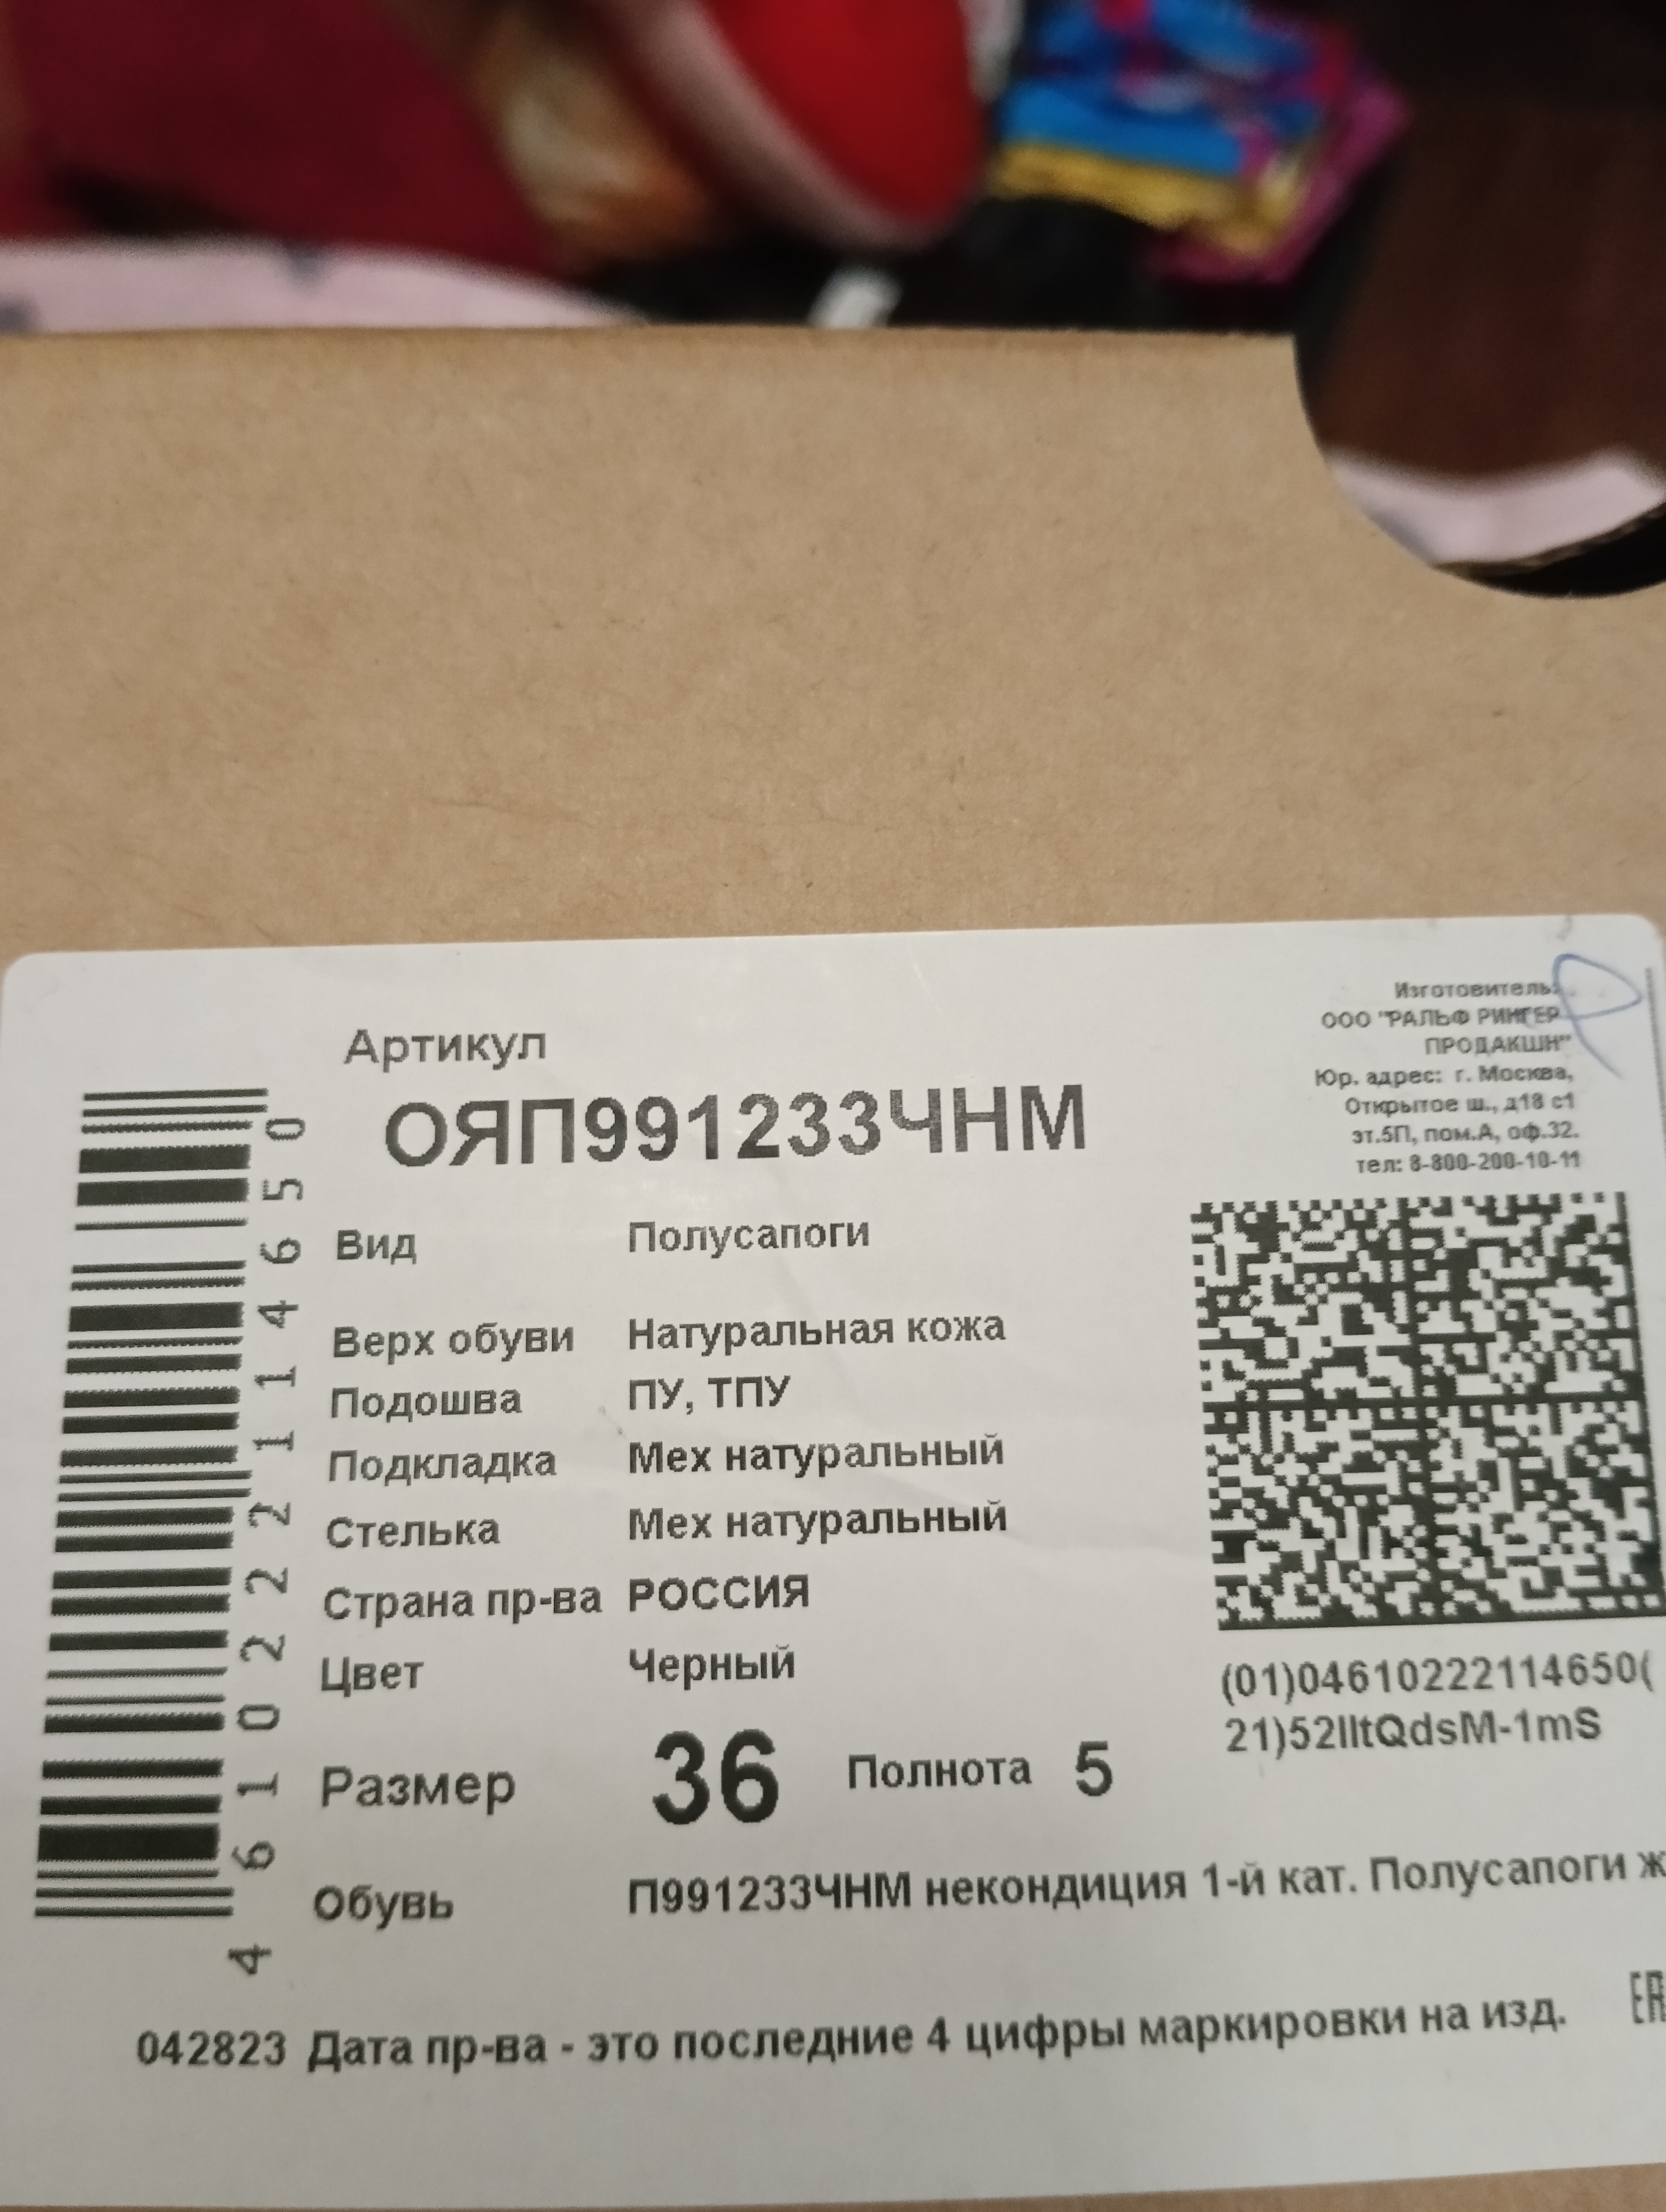 Изготовитель:
ООО "РАЛЬФ РИНГЕР
ПРОДАКШН"
Юр. адрес: г. Москва,
Открытое ш., д18 с1
эт.5П, пом.А, оф.32.
тел: 8-800-200-10-11
Артикул
ОЯП991233ЧНМ
Вид Полусапоги
Верх обуви Натуральная кожа
Подошва ПУ, ТПУ
Подкладка Мех натуральный
Стелька Мех натуральный
Страна пр-ва РОССИЯ
Цвет Черный
Размер 36 Полнота 5
Обувь П991233ЧНМ некондиция 1-й кат. Полусапоги ж
(01)04610222114650(
21)52lltQdsM-1mS
4610222114650
042823 Дата пр-ва - это последние 4 цифры маркировки на изд.